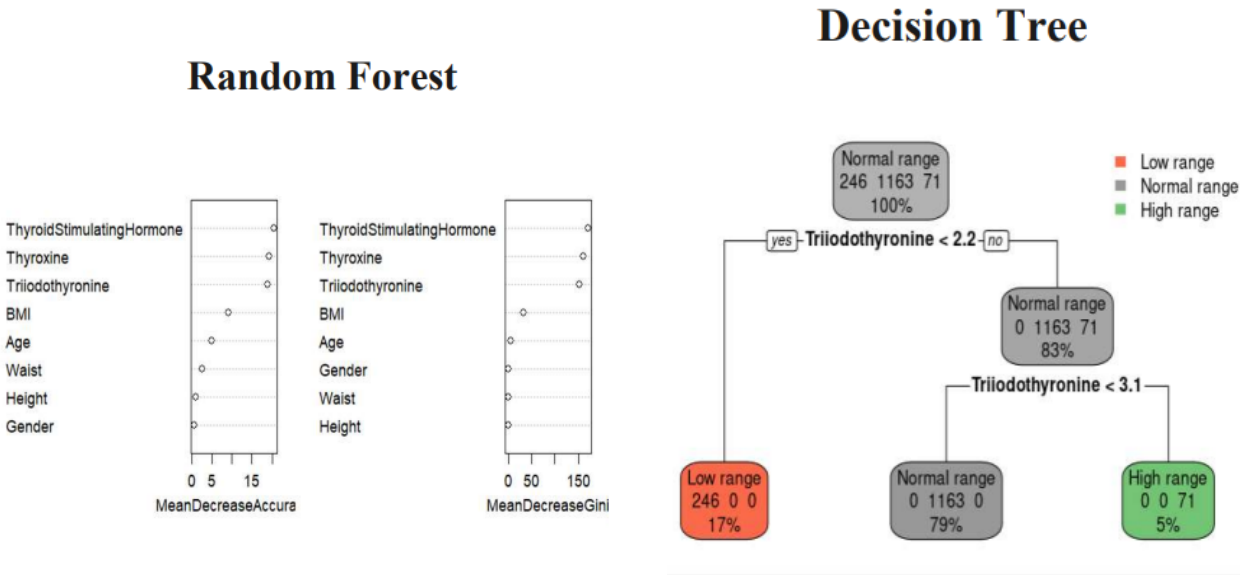 Random Forest
ThyroidStimulatingHormone
Thyroxine
Triiodothyronine
BMI
Age
Waist
Height
Gender
0 5 15
MeanDecreaseAccura
ThyroidStimulatingHormone
Thyroxine
Triiodothyronine
BMI
Age
Gender
Waist
Height
0 50 150
MeanDecreaseGini
Decision Tree
Low range
Normal range
High range
Normal range
246 1163 71
100%
yes Triiodothyronine < 2.2 no
Normal range
0 1163 71
83%
Triiodothyronine < 3.1
Low range
246 0 0
17%
Normal range
0 1163 0
79%
High range
0 0 71
5%